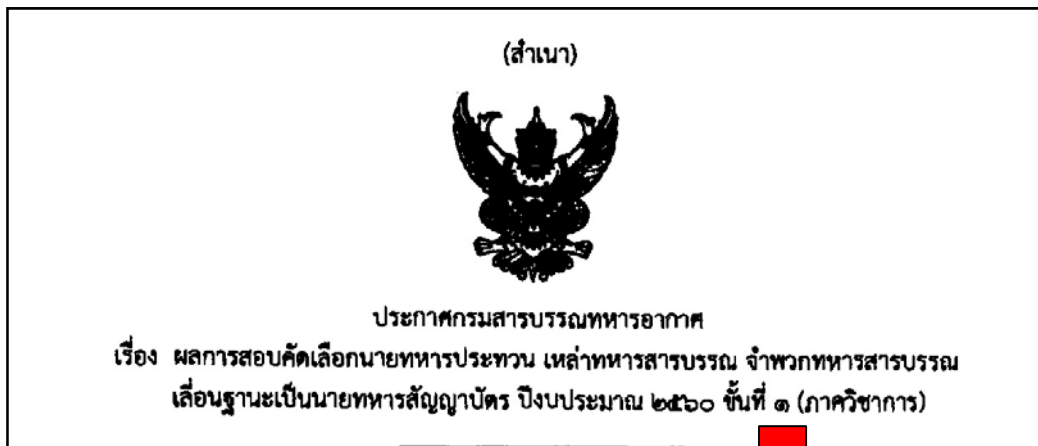 (สำเนา)
ประกาศกรมสารบรรณทหารอากาศ
เรื่อง ผลการสอบคัดเลือกนายทหารประทวน เหล่าทหารสารบรรณ จำพวกทหารสารบรรณ
เลื่อนฐานะเป็นนายทหารสัญญาบัตร ปีงบประมาณ ๒๕๖๐ ขั้นที่ ๑ (ภาควิชาการ)